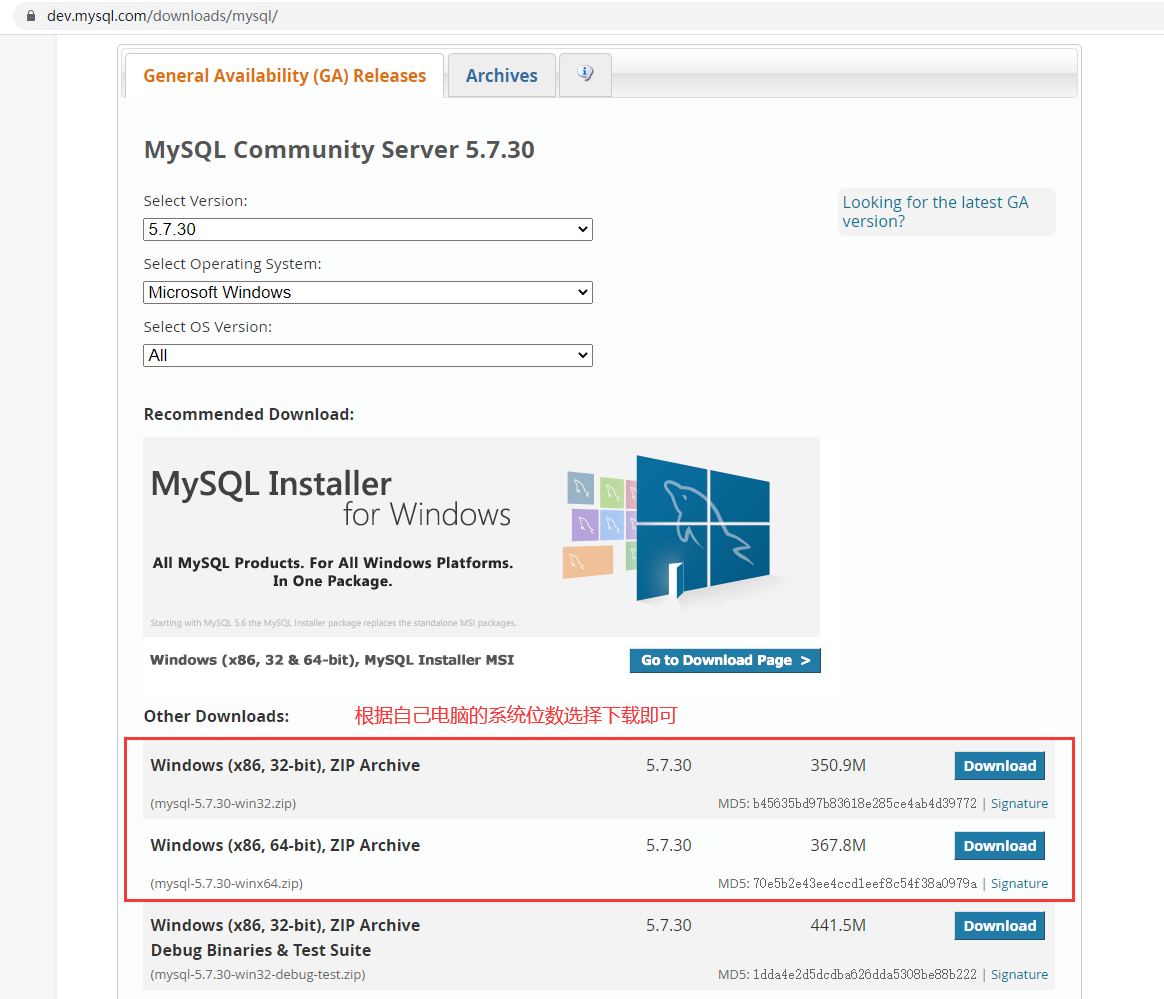 dev.mysql.com/downloads/mysql/
General Availability (GA) Releases
Archives
MySQL Community Server 5.7.30
Select Version:
5.7.30
Looking for the latest GA
version?
Select Operating System:
Microsoft Windows
Select OS Version:
All
Recommended Download:
MySQL Installer
for Windows
All MySQL Products. For All Windows Platforms.
In One Package.
Starting with MySQL 5.6 the MySQL Installer package replaces the standalone MSI packages.
Windows (x86, 32 & 64-bit), MySQL Installer MSI
Go to Download Page >
Other Downloads:
根据自己电脑的系统位数选择下载即可
Windows (x86, 32-bit), ZIP Archive 5.7.30 350.9M Download
(mysql-5.7.30-win32.zip) MD5: b45635bd97b83618e285ce4ab4d39772 | Signature
Windows (x86, 64-bit), ZIP Archive 5.7.30 367.8M Download
(mysql-5.7.30-winx64.zip) MD5: 70e5b2e43ee4ccd1eef8c54f38a0979a | Signature
Windows (x86, 32-bit), ZIP Archive 5.7.30 441.5M Download
Debug Binaries & Test Suite
(mysql-5.7.30-win32-debug-test.zip) MD5: 1dda4e2d5dcdba626dda5308be88b222 | Signature